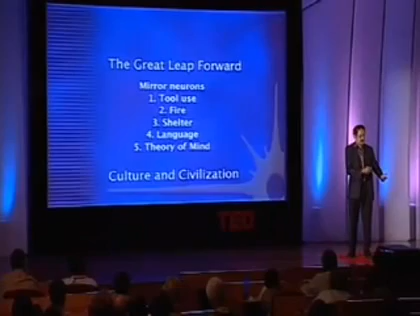 The Great Leap Forward
Mirror neurons
1. Tool use
2. Fire
3. Shelter
4. Language
5. Theory of Mind
Culture and Civilization
TED